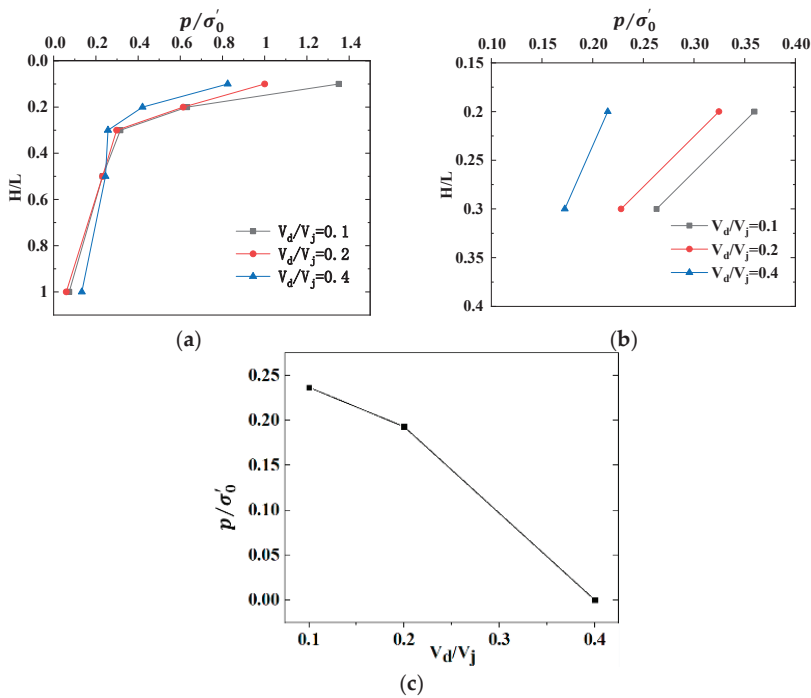 p/σ′0
0.0 0.2 0.4 0.6 0.8 1 1.2 1.4
0.0
0.2
0.4
0.6
0.8
1
H/L
Vd/Vj=0.1
Vd/Vj=0.2
Vd/Vj=0.4
(a)
p/σ′0
0.10 0.15 0.20 0.25 0.30 0.35 0.40
0.15
0.2
0.25
0.3
0.35
0.4
H/L
Vd/Vj=0.1
Vd/Vj=0.2
Vd/Vj=0.4
(b)
0.25
0.20
0.15
0.10
0.05
0.00
p/σ′0
0.1 0.2 0.3 0.4
Vd/Vj
(c)